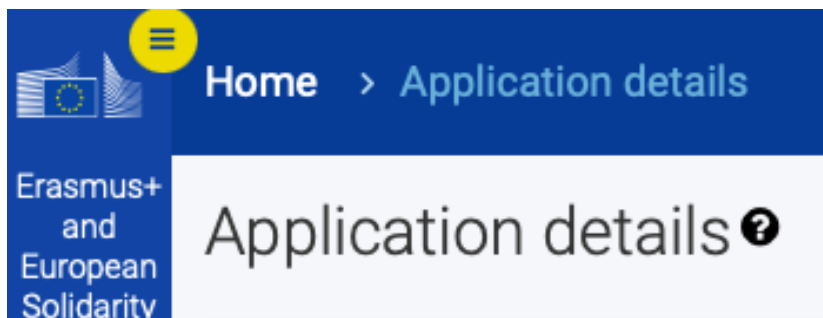 Home > Application details
Erasmus+
and
European
Solidarity
Application details